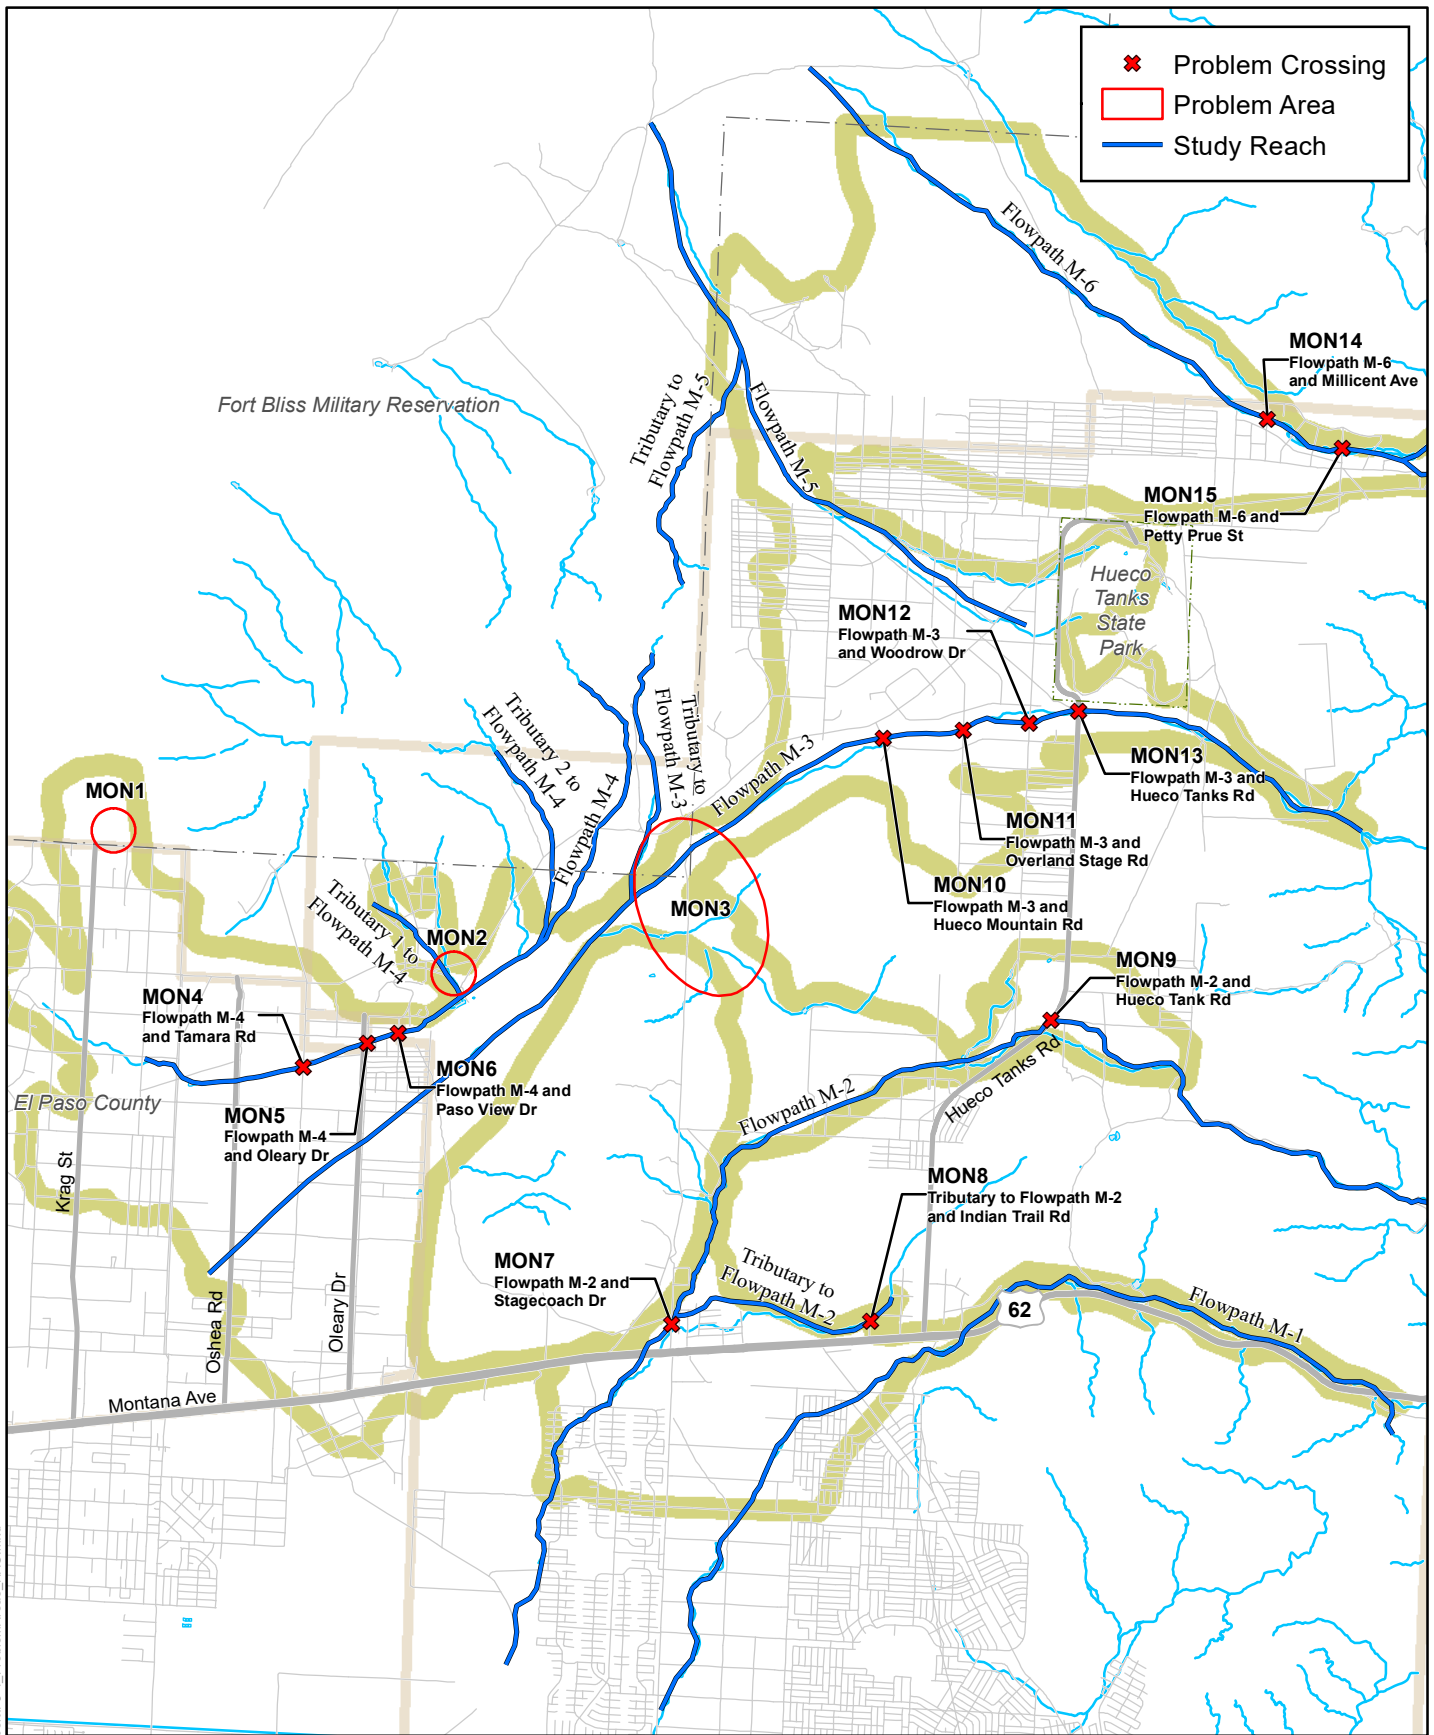 Problem Crossing
Problem Area
Study Reach
Flowpath M-6
MON14
Flowpath M-6
and Millicent Ave
Fort Bliss Military Reservation
Tributary to
Flowpath M-5
Flowpath M-5
MON15
Flowpath M-6 and
Petty Prue St
Hueco
Tanks
State
Park
MON12
Flowpath M-3
and Woodrow Dr
Tributary 2 to
Flowpath M-4
Flowpath M-4
Tributary to
Flowpath M-3
Flowpath M-3
MON13
Flowpath M-3 and
Hueco Tanks Rd
MON1
MON11
Flowpath M-3 and
Overland Stage Rd
MON10
Flowpath M-3 and
Hueco Mountain Rd
Tributary 1 to
Flowpath M-4
MON2
MON3
MON9
Flowpath M-2 and
Hueco Tank Rd
MON4
Flowpath M-4
and Tamara Rd
MON6
Flowpath M-4 and
Paso View Dr
El Paso County
MON5
Flowpath M-4
and Oleary Dr
Flowpath M-2
Hueco Tanks Rd
Krag St
MON8
Tributary to Flowpath M-2
and Indian Trail Rd
MON7
Flowpath M-2 and
Stagecoach Dr
Tributary to
Flowpath M-2
62
Flowpath M-1
Oshea Rd
Oleary Dr
Montana Ave